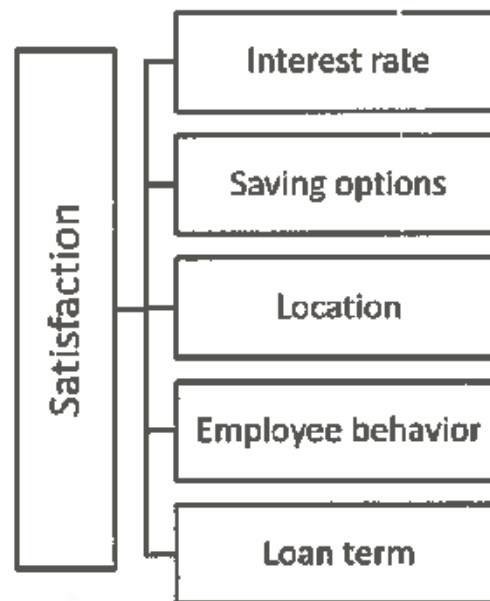 Satisfaction
Interest rate
Saving options
Location
Employee behavior
Loan term